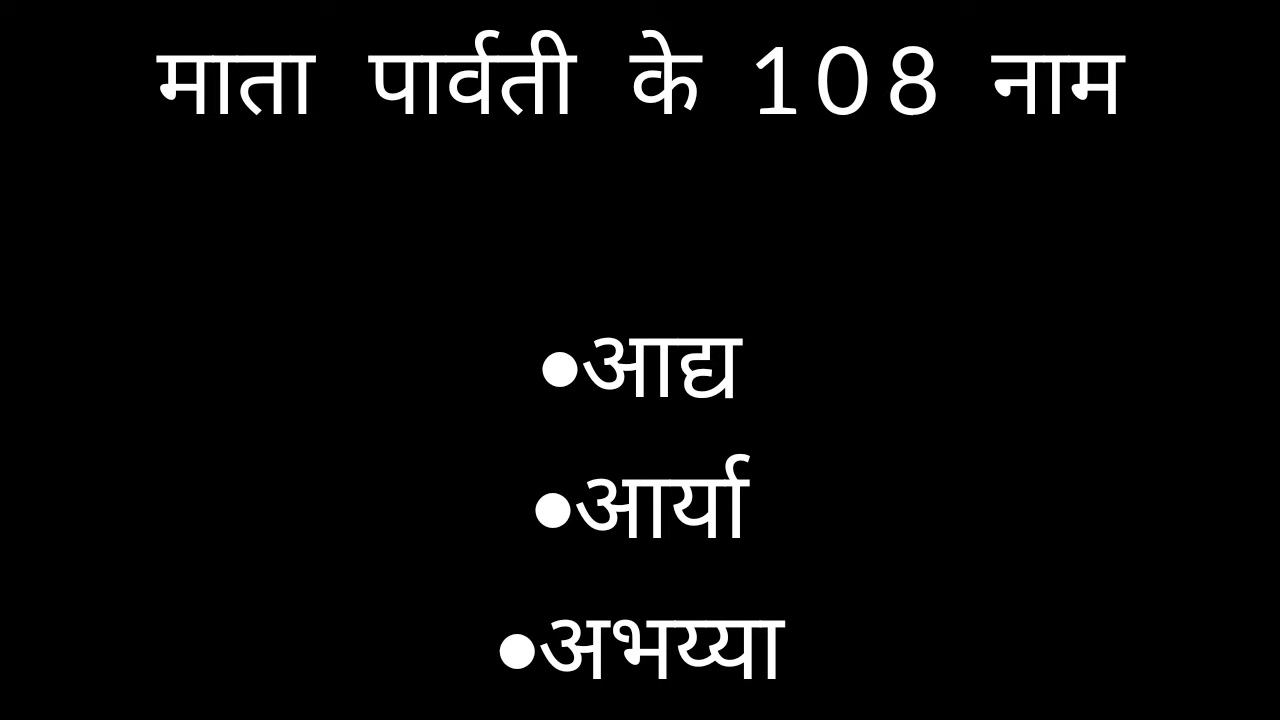 माता पार्वती के 108 नाम
•आद्य
•आर्या
•अभय्या